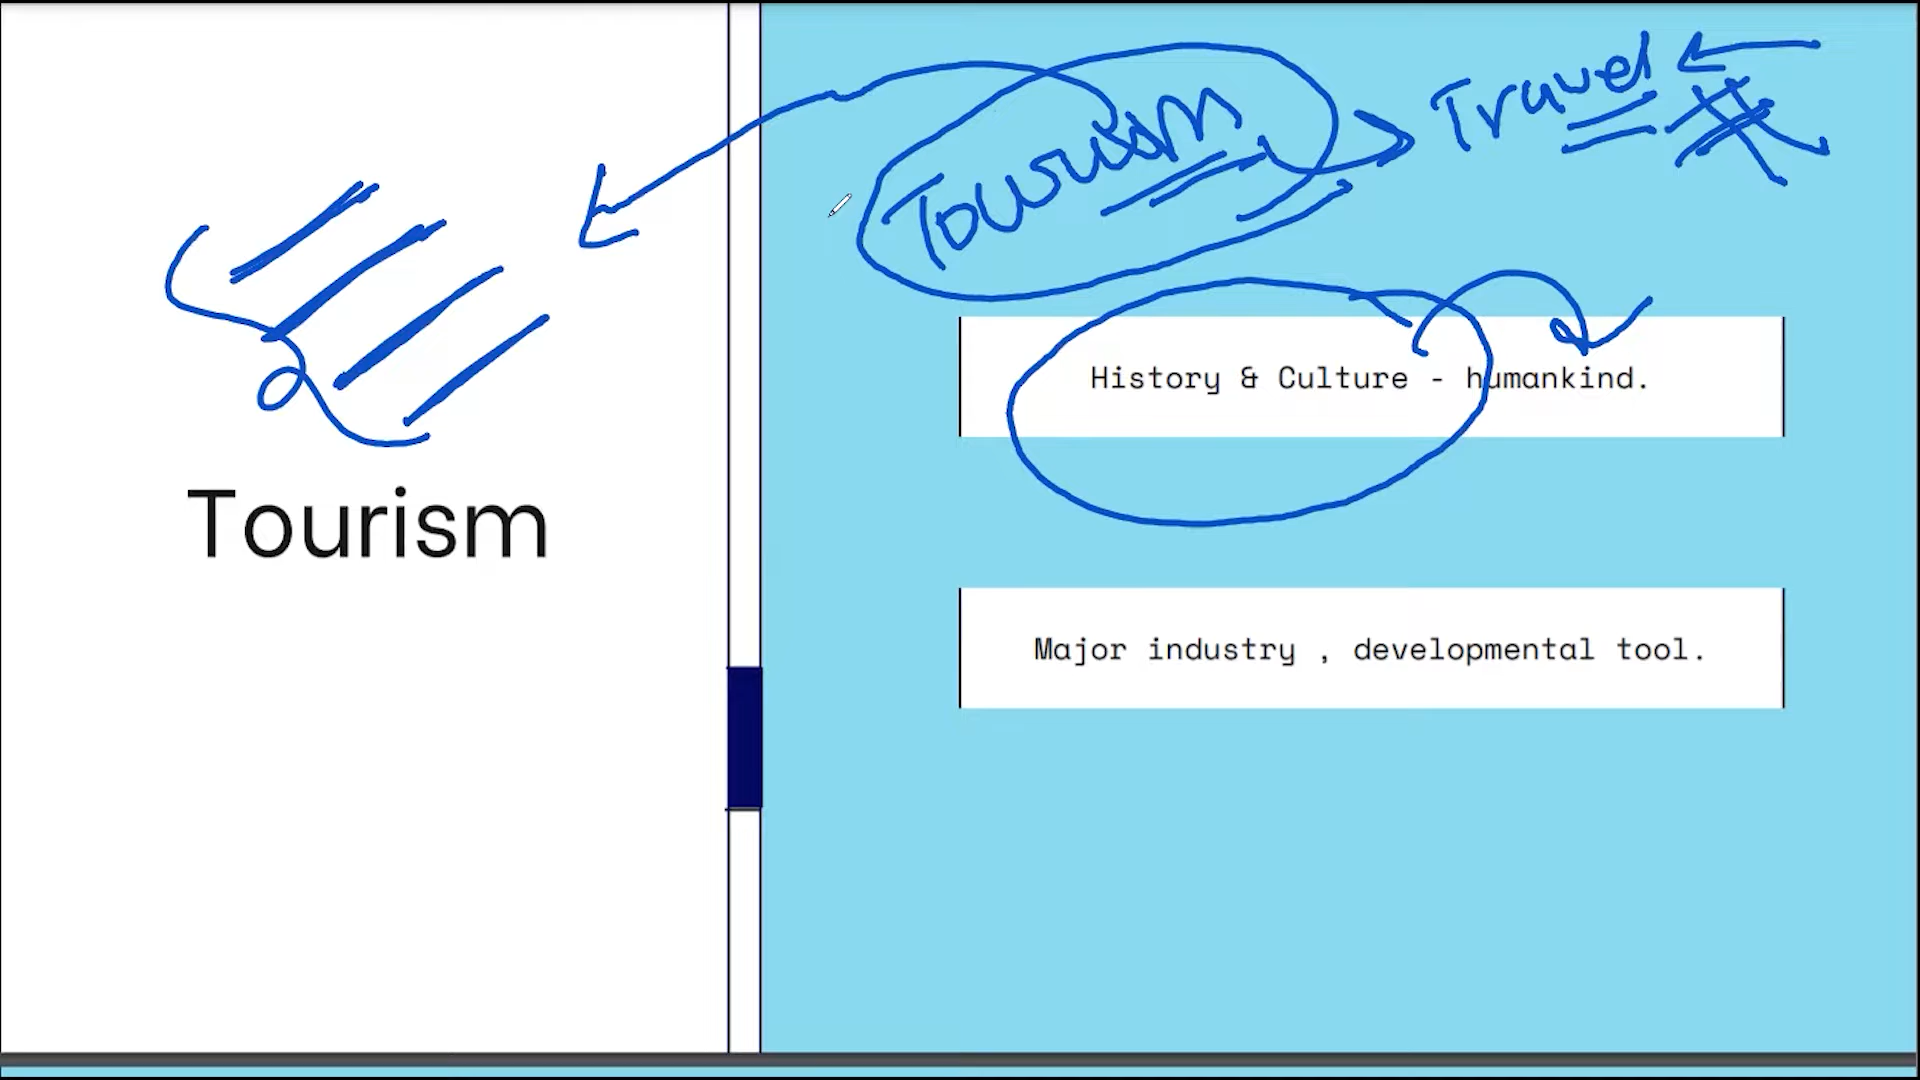 Tourism
Tourism
Travel
History & Culture - humankind.
Major industry , developmental tool.